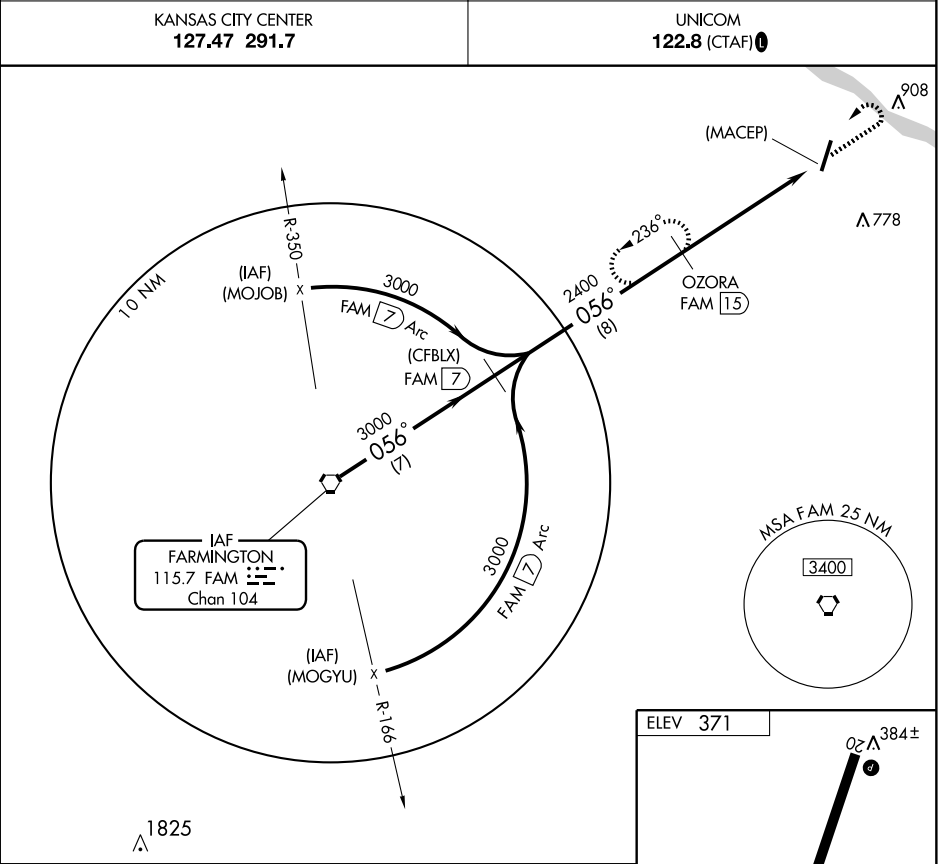 KANSAS CITY CENTER
127.47 291.7
UNICOM
122.8 (CTAF) L
908
(MACEP)
778
R-350
10 NM
(IAF)
(MOJOB) X
3000
FAM 7 Arc
236°
2400
056°
(8)
OZORA
FAM 15
(CFBLX)
FAM 7
3000
056°
(7)
IAF
FARMINGTON
115.7 FAM
Chan 104
3000
FAM 7 Arc
MSA FAM 25 NM
3400
(IAF)
(MOGYU) X
R-166
ELEV 371
20
384±
P
1825